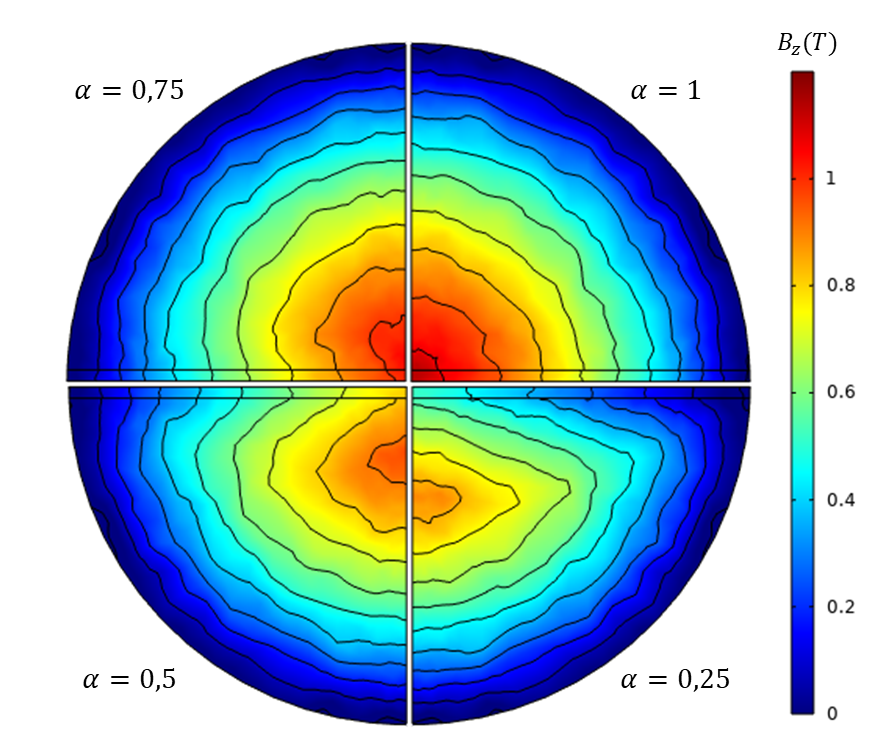 B_z(T)
α = 0,75
α = 1
1
0.8
0.6
0.4
0.2
0
α = 0,5
α = 0,25